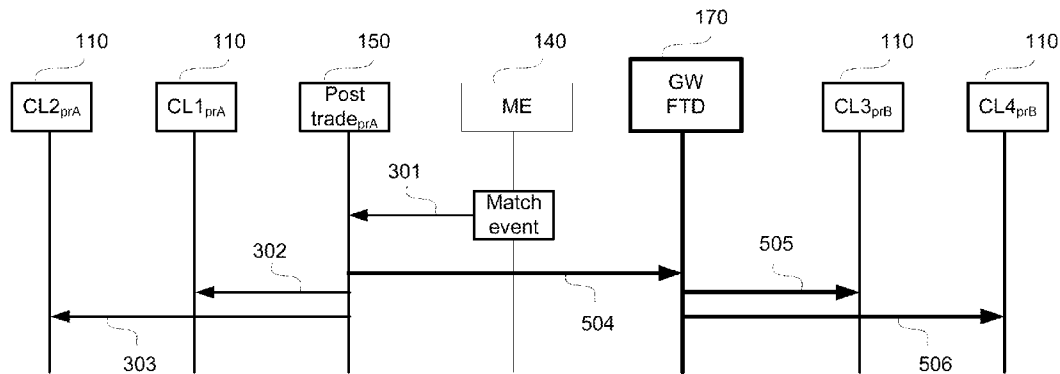 110
110
150
140
170
110
110
CL2prA
CL1prA
Post
tradeprA
ME
GW
FTD
CL3prB
CL4prB
301
Match
event
302
505
504
303
506